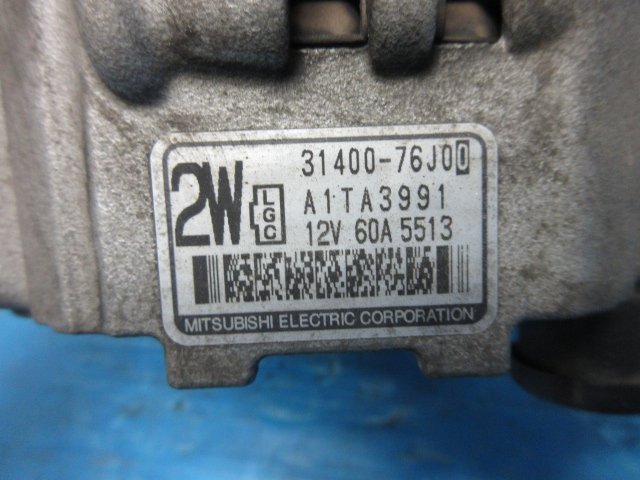 2W
LGC
31400-76J00
A1TA3991
12V 60A 5513
MITSUBISHI ELECTRIC CORPORATION